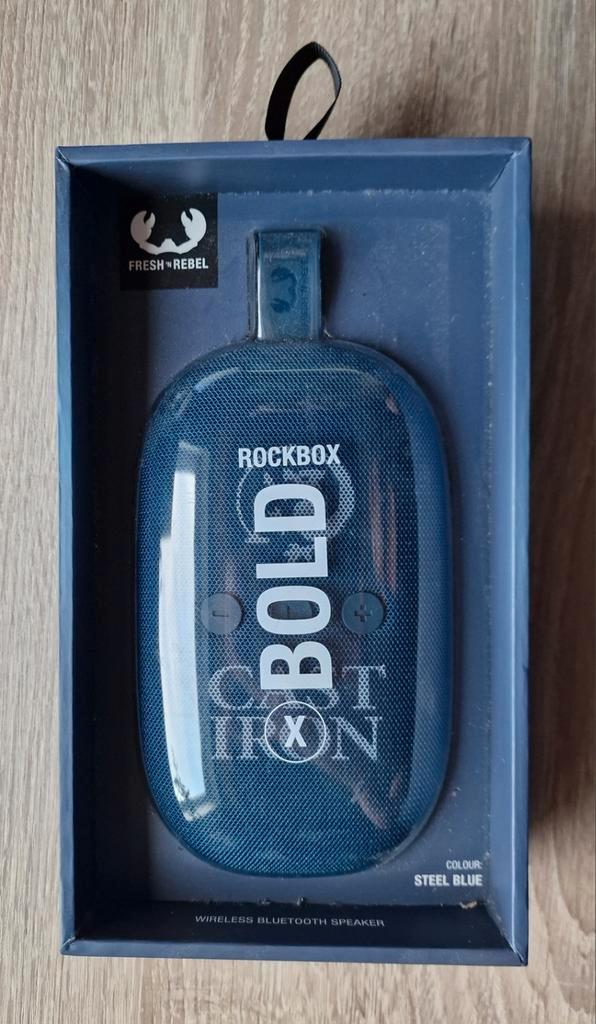 FRESH 'N REBEL
ROCKBOX
BOLD
X
CAST
IRON
COLOUR:
STEEL BLUE
WIRELESS BLUETOOTH SPEAKER